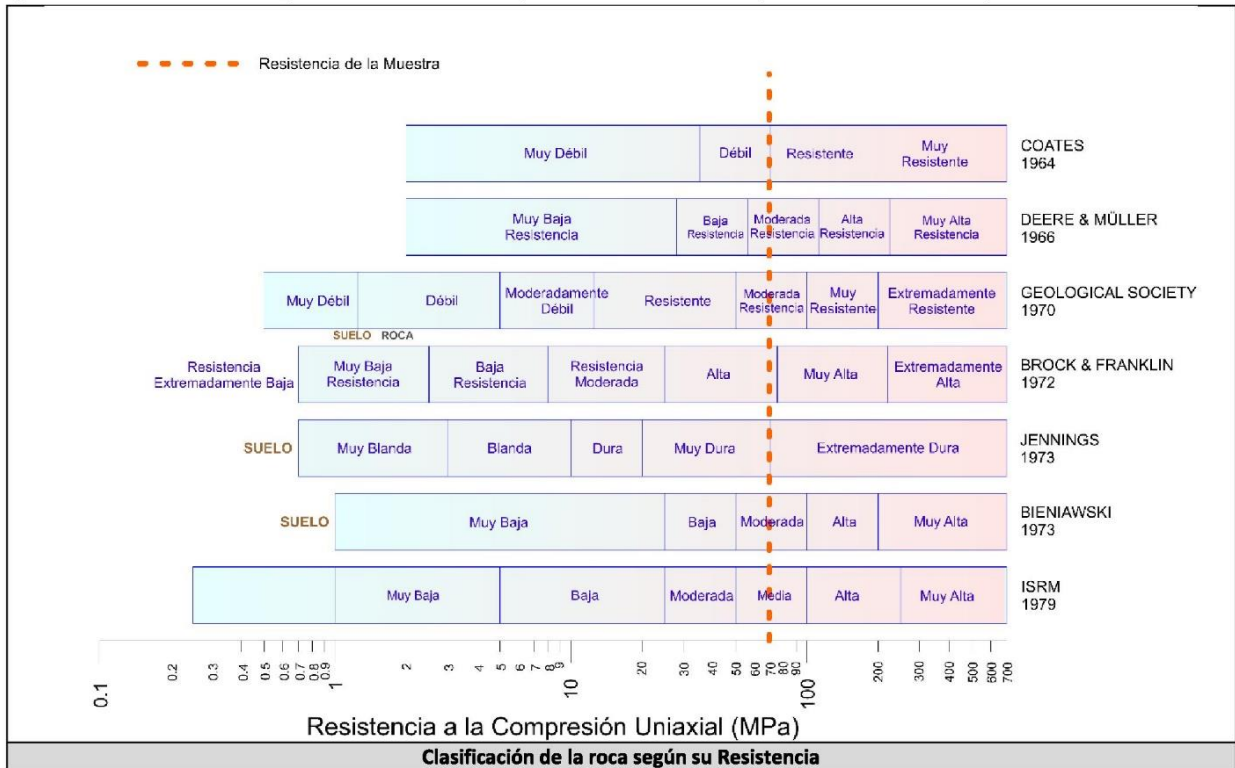 Resistencia de la Muestra
Muy Débil
Débil
Resistente
Muy
Resistente
COATES
1964
Muy Baja
Resistencia
Baja
Resistencia
Moderada
Resistencia
Alta
Resistencia
Muy Alta
Resistencia
DEERE & MÜLLER
1966
Muy Débil
Débil
Moderadamente
Débil
Resistente
Moderada
Resistencia
Muy
Resistente
Extremadamente
Resistente
GEOLOGICAL SOCIETY
1970
SUELO ROCA
Resistencia
Extremadamente Baja
Muy Baja
Resistencia
Baja
Resistencia
Resistencia
Moderada
Alta
Muy Alta
Extremadamente
Alta
BROCK & FRANKLIN
1972
SUELO
Muy Blanda
Blanda
Dura
Muy Dura
Extremadamente Dura
JENNINGS
1973
SUELO
Muy Baja
Baja
Moderada
Alta
Muy Alta
BIENIAWSKI
1973
Muy Baja
Baja
Moderada
Media
Alta
Muy Alta
ISRM
1979
0.1 0.2 0.3 0.4 0.5 0.6 0.7 0.8 0.9 1 2 3 4 5 6 7 8 9 10 20 30 40 50 60 70 80 90 100 200 300 400 500 600 700
Resistencia a la Compresión Uniaxial (MPa)
Clasificación de la roca según su Resistencia